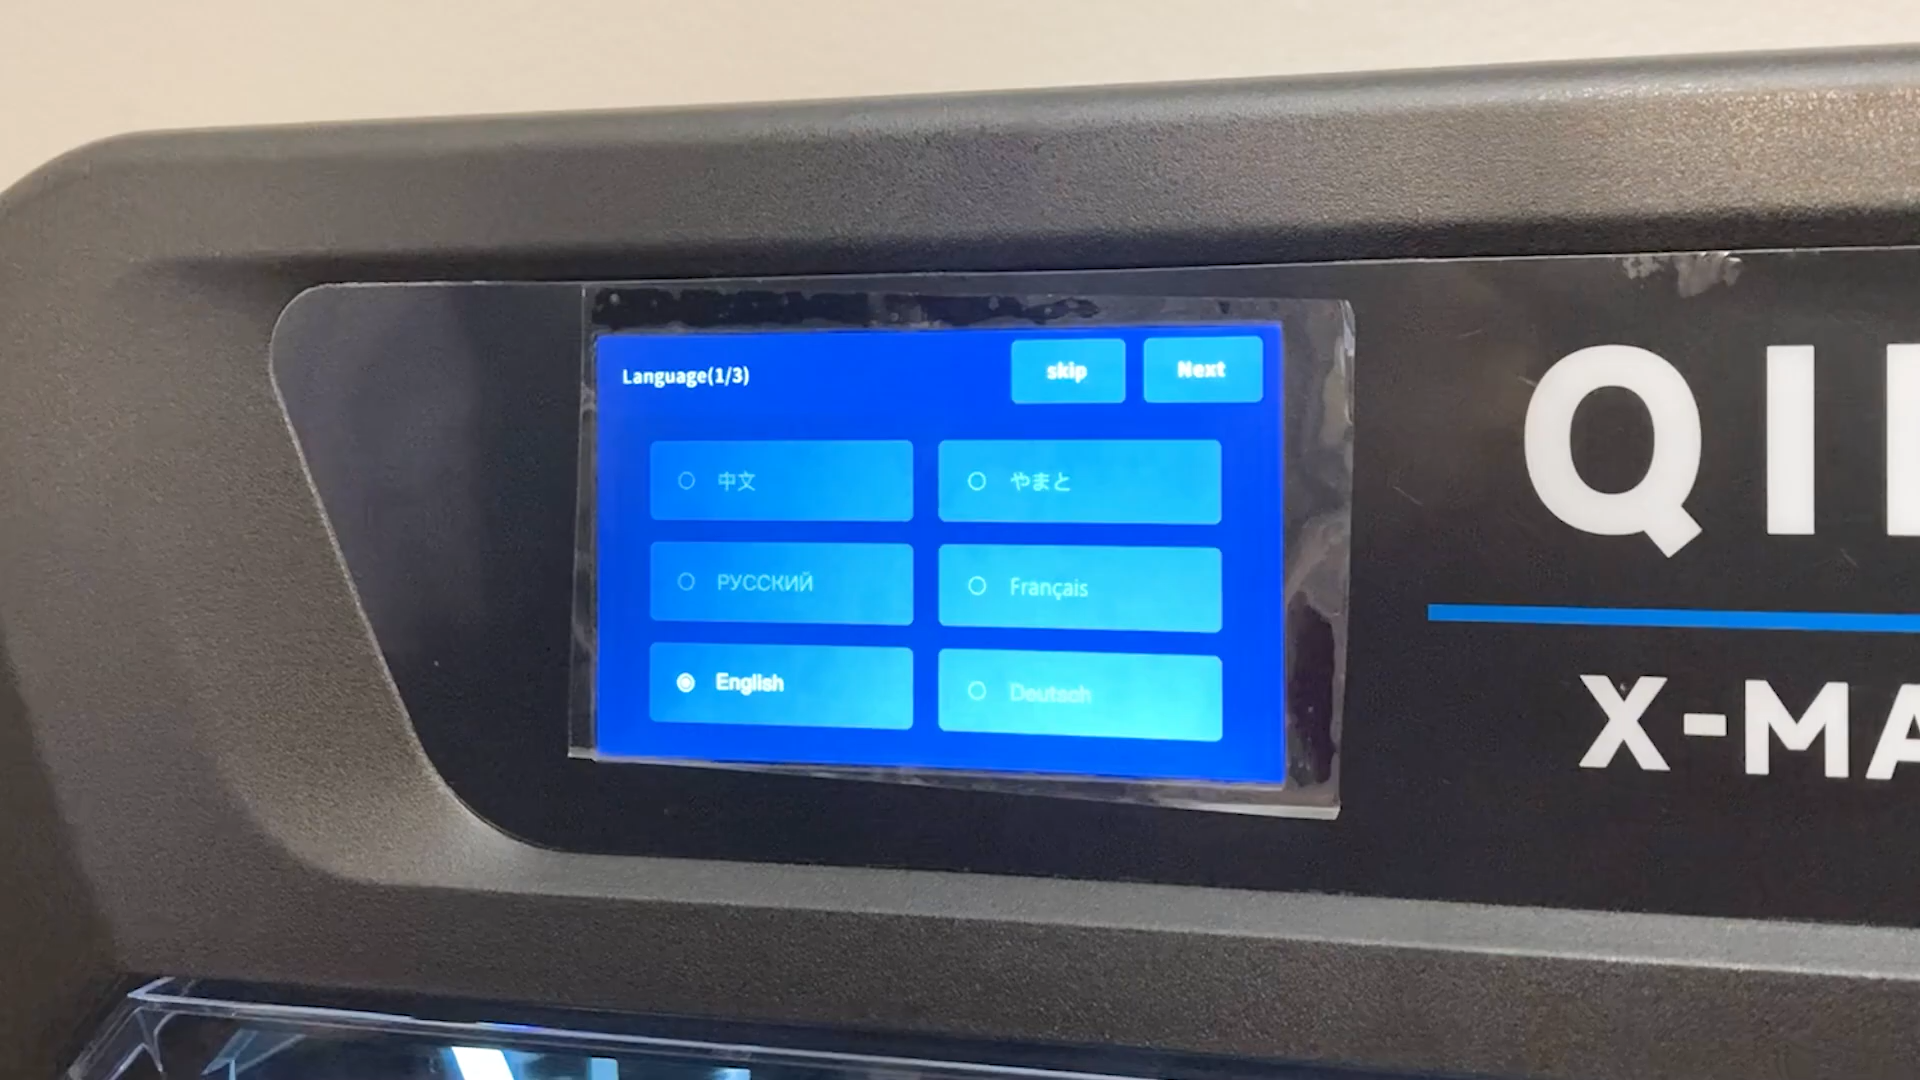 Language(1/3)
skip
Next
中文
やまと
РУССКИЙ
Français
English
Deutsch
QI
X-MA